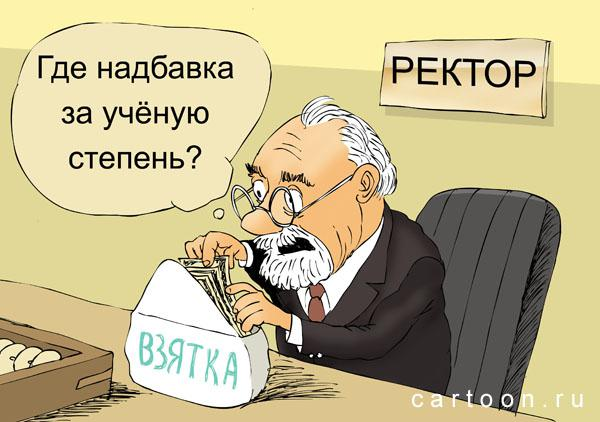 Где надбавка
за учёную
степень?
РЕКТОР
ВЗЯТКА
cartoon.ru